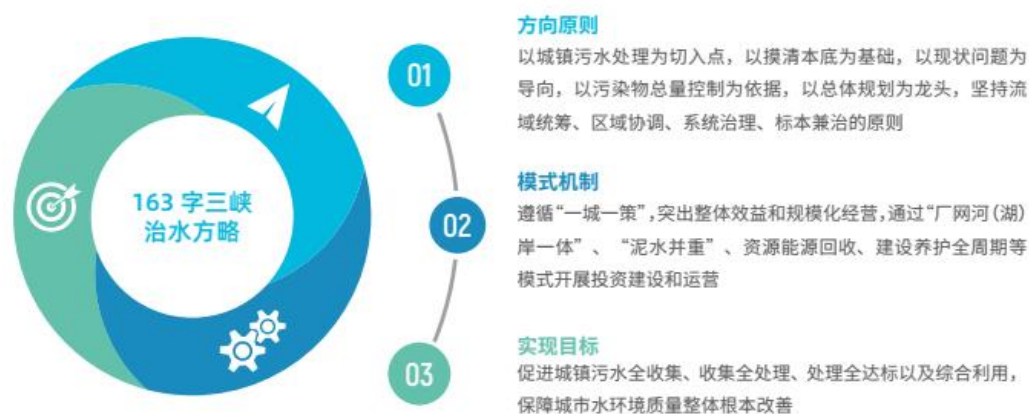 163 字三峡
治水方略
01
方向原则
以城镇污水处理为切入点，以摸清本底为基础，以现状问题为
导向，以污染物总量控制为依据，以总体规划为龙头，坚持流
域统筹、区域协调、系统治理、标本兼治的原则
02
模式机制
遵循“一城一策”，突出整体效益和规模化经营，通过“厂网河（湖）
岸一体”、“泥水并重”、资源能源回收、建设养护全周期等
模式开展投资建设和运营
03
实现目标
促进城镇污水全收集、收集全处理、处理全达标以及综合利用，
保障城市水环境质量整体根本改善